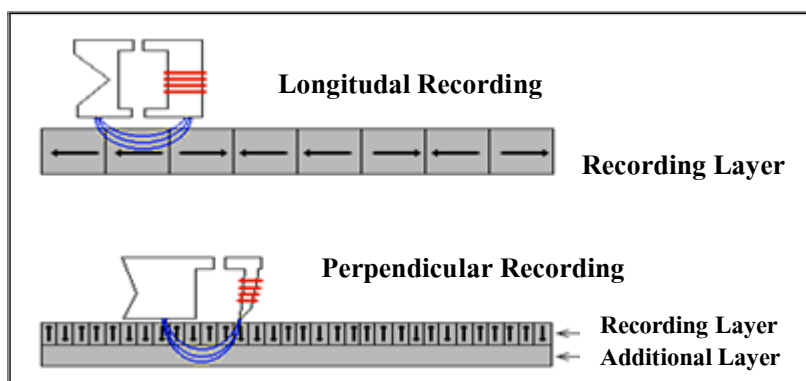 Longitudal Recording
Recording Layer
Perpendicular Recording
Recording Layer
Additional Layer